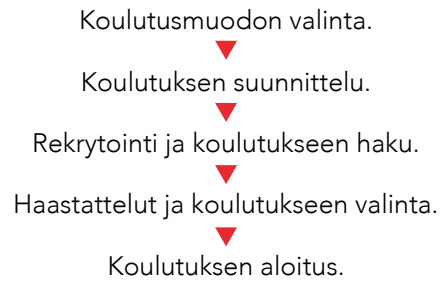 Koulutusmuodon valinta.
Koulutuksen suunnittelu.
Rekrytointi ja koulutukseen haku.
Haastattelut ja koulutukseen valinta.
Koulutuksen aloitus.